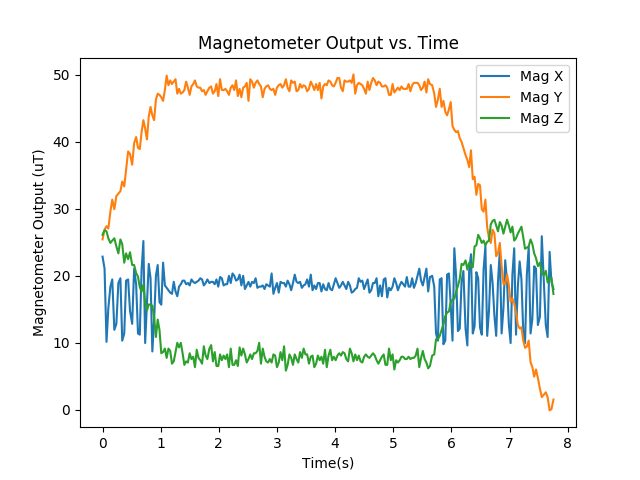 Magnetometer Output vs. Time
Mag X
Mag Y
Mag Z
Magnetometer Output (uT)
50
40
30
20
10
0
0 1 2 3 4 5 6 7 8
Time(s)